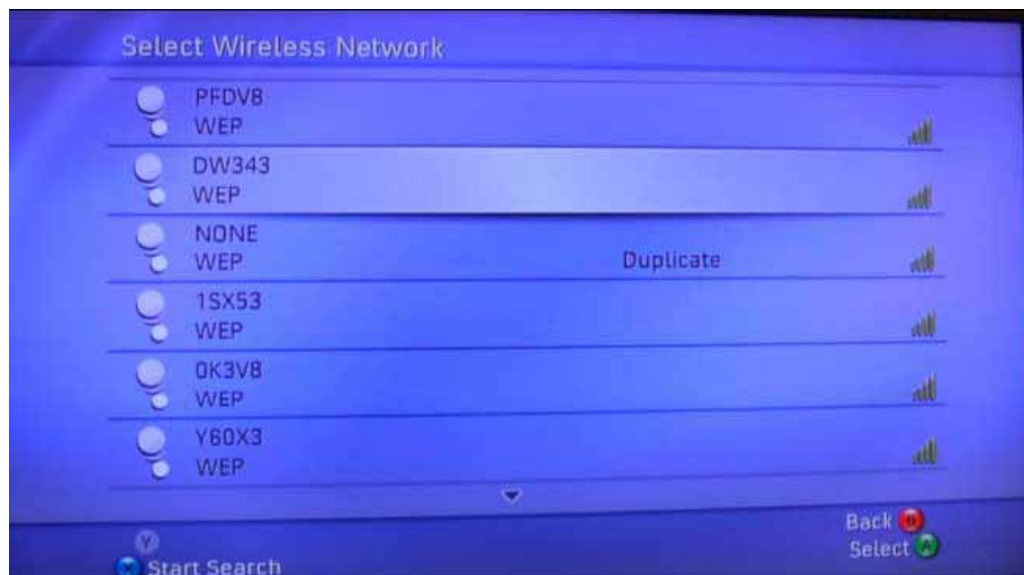 Select Wireless Network
PFDV8
WEP
DW343
WEP
NONE
WEP Duplicate
1SX53
WEP
0K3V8
WEP
Y60X3
WEP
Back B
Select A
Y
X Start Search